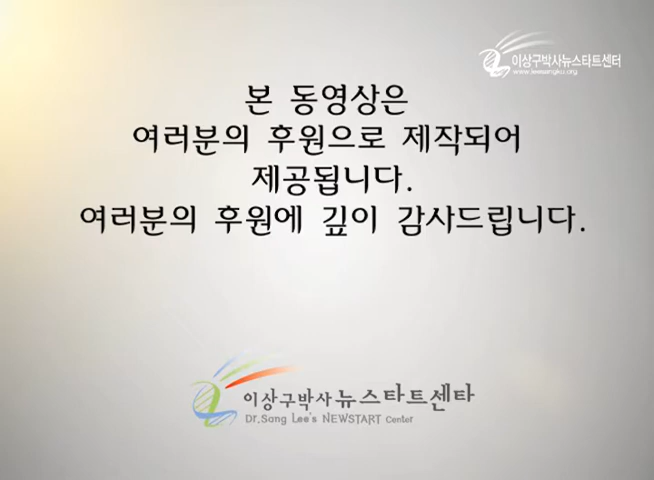 이상구박사뉴스타트센터
www.leesangku.org
본 동영상은
여러분의 후원으로 제작되어
제공됩니다.
여러분의 후원에 깊이 감사드립니다.
이상구박사뉴스타트센타
Dr.Sang Lee's NEWSTART Center